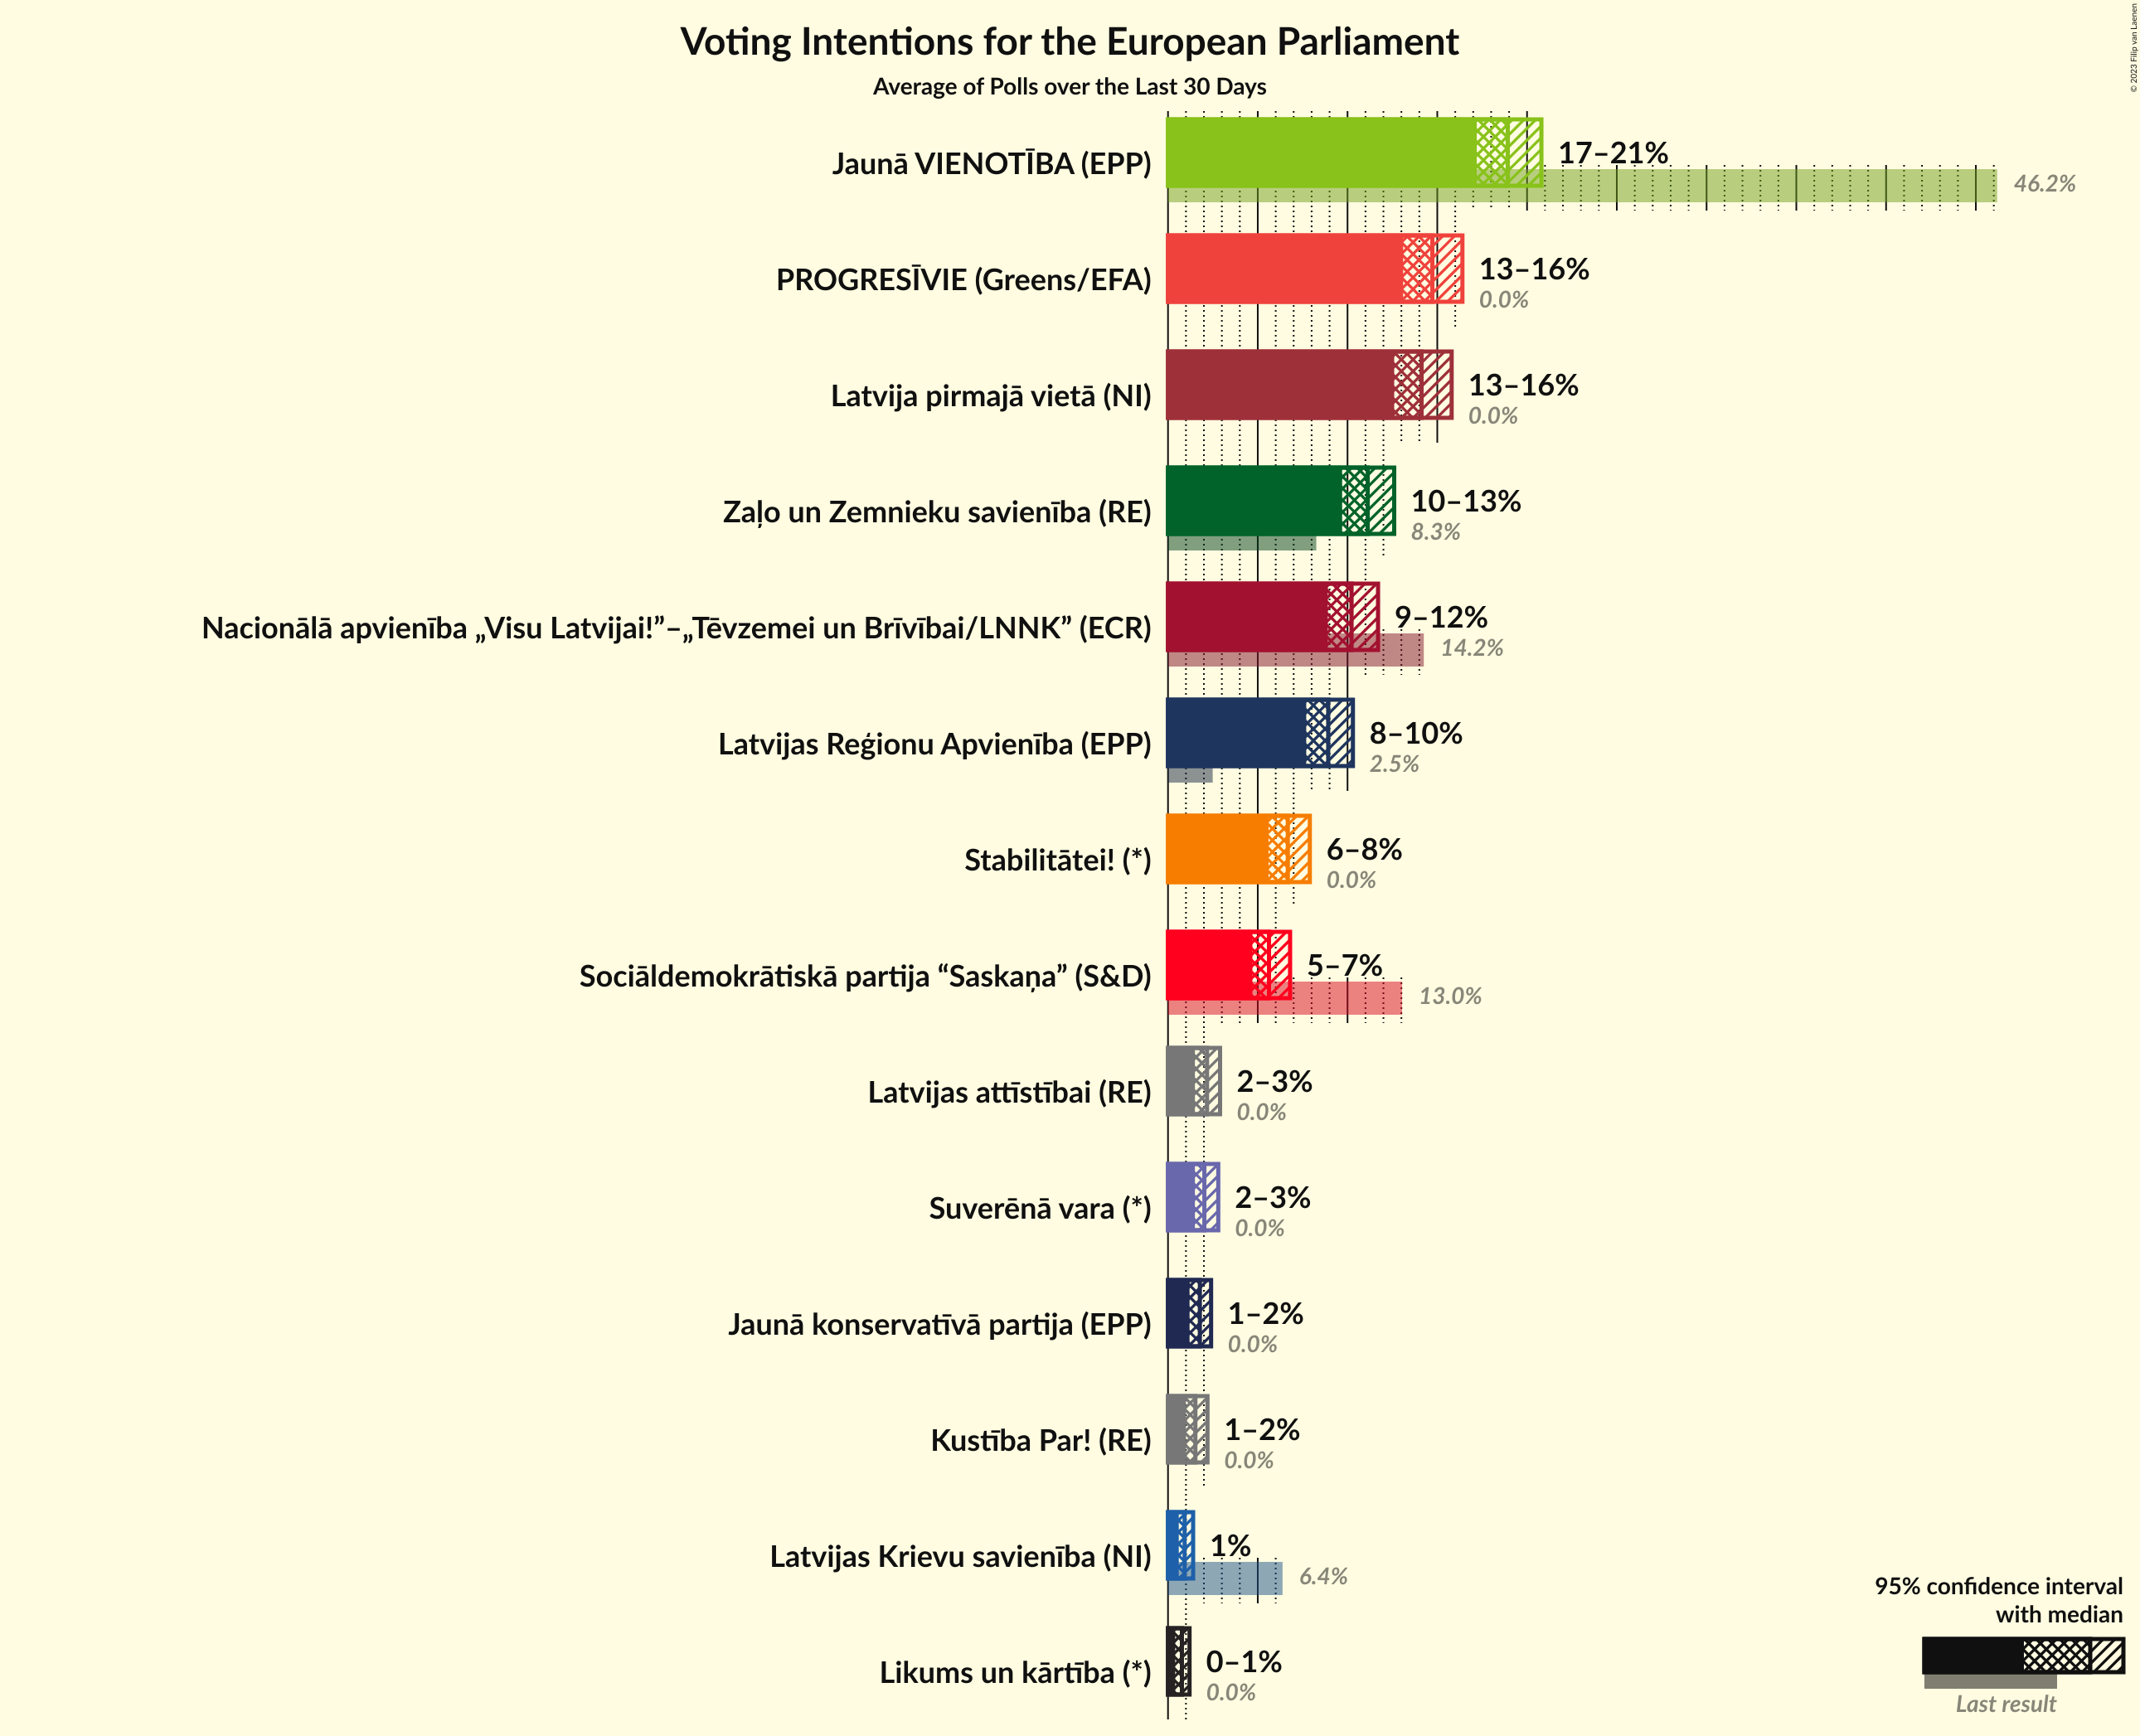 Voting Intentions for the European Parliament
Average of Polls over the Last 30 Days
© 2023 Filip van Laenen
Jaunā VIENOTĪBA (EPP)
17–21%
46.2%
PROGRESĪVIE (Greens/EFA)
13–16%
0.0%
Latvija pirmajā vietā (NI)
13–16%
0.0%
Zaļo un Zemnieku savienība (RE)
10–13%
8.3%
Nacionālā apvienība „Visu Latvijai!”–„Tēvzemei un Brīvībai/LNNK” (ECR)
9–12%
14.2%
Latvijas Reģionu Apvienība (EPP)
8–10%
2.5%
Stabilitātei! (*)
6–8%
0.0%
Sociāldemokrātiskā partija “Saskaņa” (S&D)
5–7%
13.0%
Latvijas attīstībai (RE)
2–3%
0.0%
Suverēnā vara (*)
2–3%
0.0%
Jaunā konservatīvā partija (EPP)
1–2%
0.0%
Kustība Par! (RE)
1–2%
0.0%
Latvijas Krievu savienība (NI)
1%
6.4%
Likums un kārtība (*)
0–1%
0.0%
95% confidence interval
with median
Last result